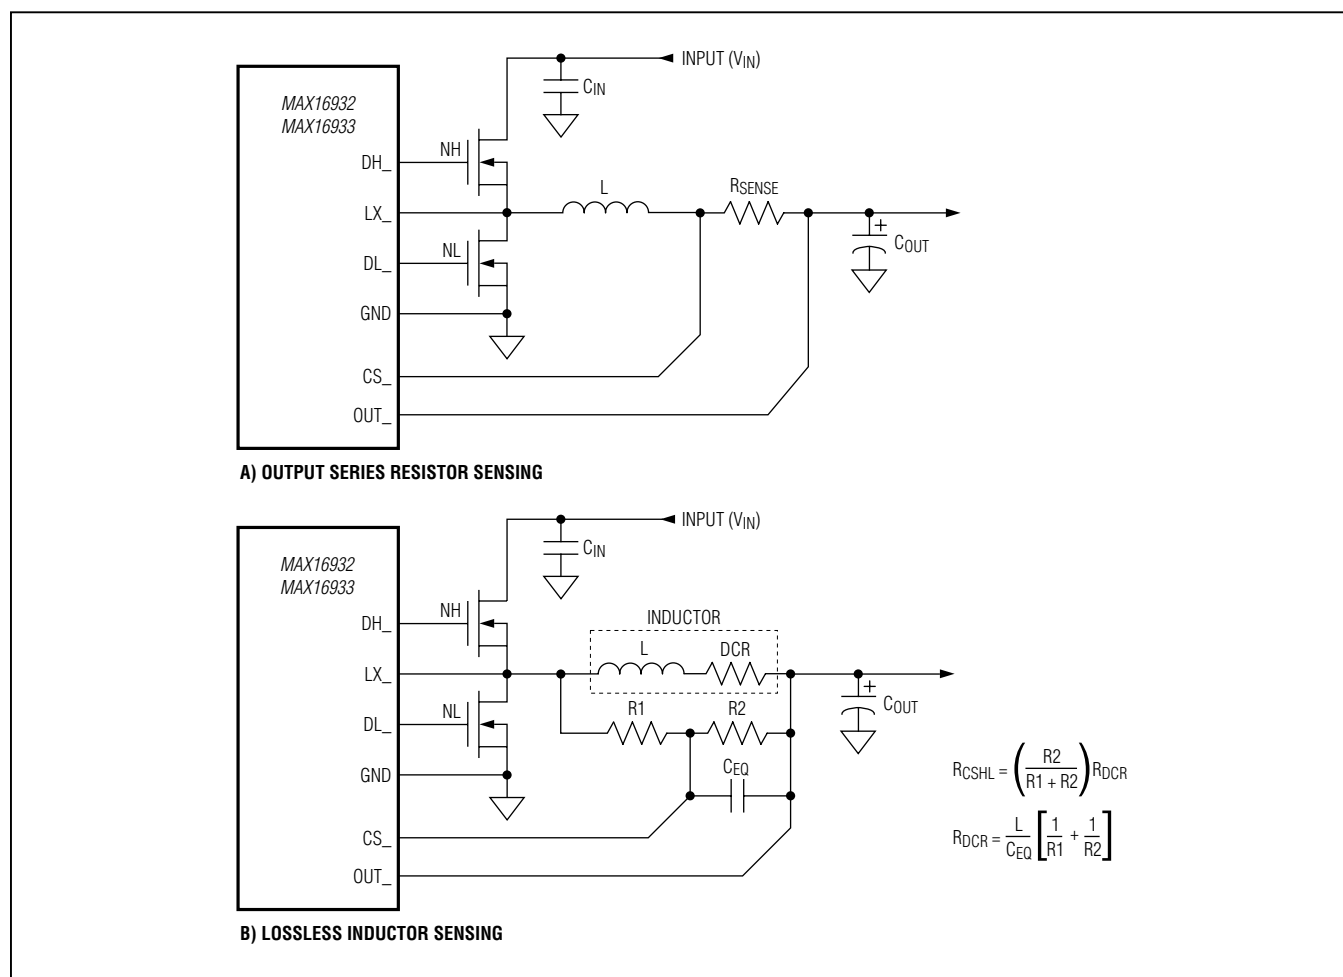 MAX16932
MAX16933
INPUT (VIN)
CIN
DH_
NH
LX_
L
RSENSE
DL_
NL
COUT
GND
CS_
OUT_
A) OUTPUT SERIES RESISTOR SENSING
MAX16932
MAX16933
INPUT (VIN)
CIN
DH_
NH
INDUCTOR
LX_
L
DCR
DL_
NL
R1
R2
COUT
GND
CEQ
CS_
OUT_
RCSHL = (R2 / R1 + R2) RDCR
RDCR = L / CEQ [1 / R1 + 1 / R2]
B) LOSSLESS INDUCTOR SENSING